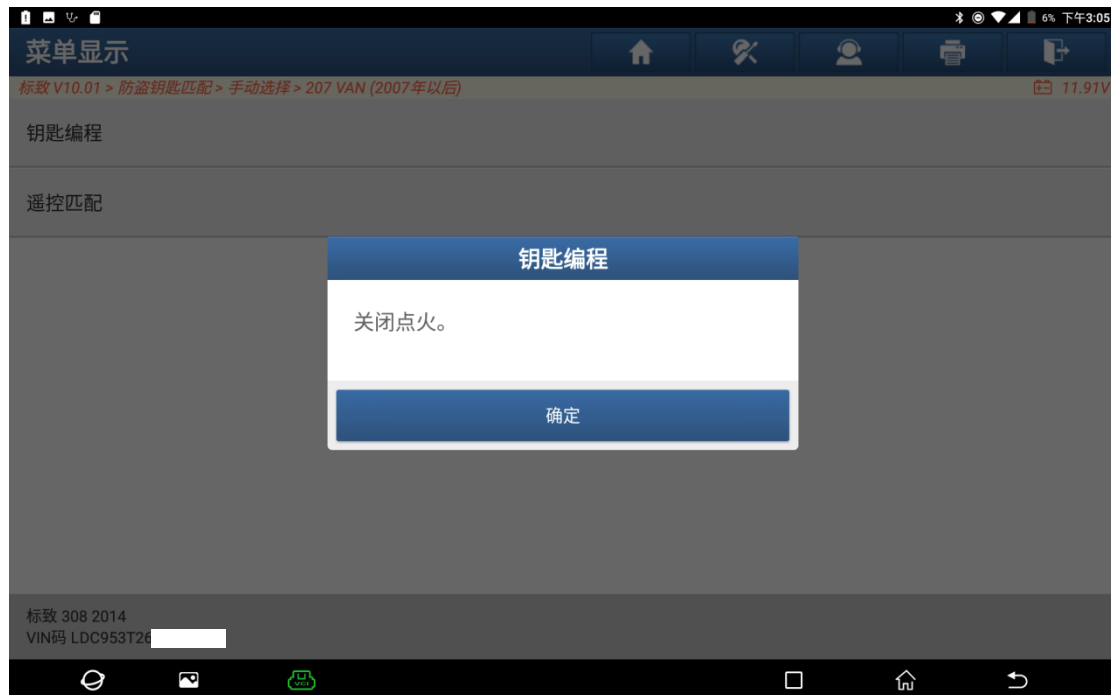 6% 下午3:05
菜单显示
标致 V10.01 > 防盗钥匙匹配 > 手动选择 > 207 VAN (2007年以后) 11.91V
钥匙编程
遥控匹配
钥匙编程
关闭点火。
确定
标致 308 2014
VIN码 LDC953T26
VCI